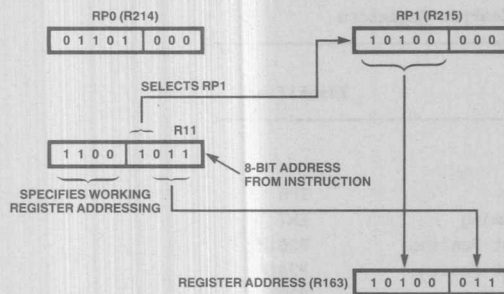 RP0 (R214)
0 1 1 0 1 0 0 0
RP1 (R215)
1 0 1 0 0 0 0 0
SELECTS RP1
R11
1 1 0 0 1 0 1 1
8-BIT ADDRESS
FROM INSTRUCTION
SPECIFIES WORKING
REGISTER ADDRESSING
REGISTER ADDRESS (R163)
1 0 1 0 0 0 1 1